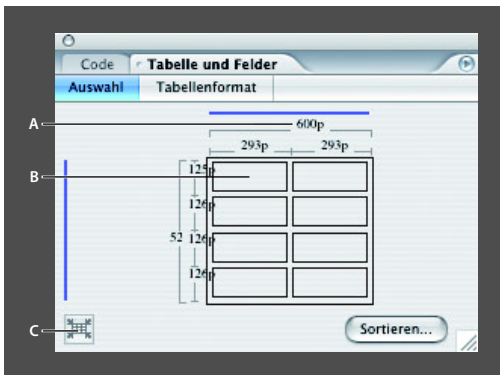 Code Tabelle und Felder
Auswahl Tabellenformat
A 600p
293p 293p
B 125p
126p
52 126p
126p
C Sortieren...